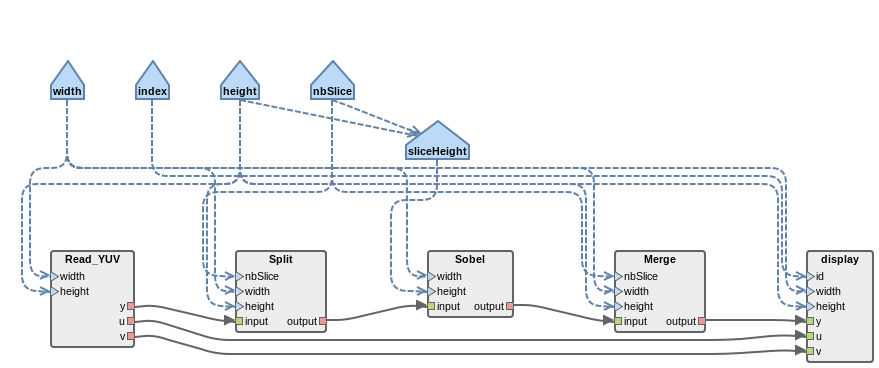 width
index
height
nbSlice
sliceHeight
Read_YUV
width
height
y
u
v
Split
nbSlice
width
height
input output
Sobel
width
height
input output
Merge
nbSlice
width
height
input output
display
id
width
height
y
u
v